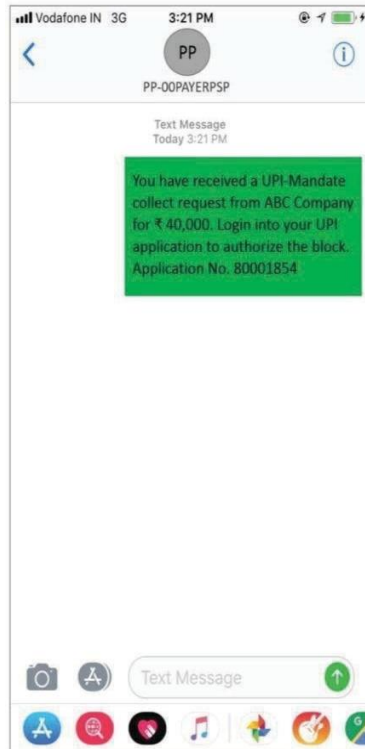 Vodafone IN 3G 3:21 PM
PP
PP-00PAYERPSP
Text Message
Today 3:21 PM
You have received a UPI-Mandate
collect request from ABC Company
for ₹ 40,000. Login into your UPI
application to authorize the block.
Application No. 80001854
Text Message
G